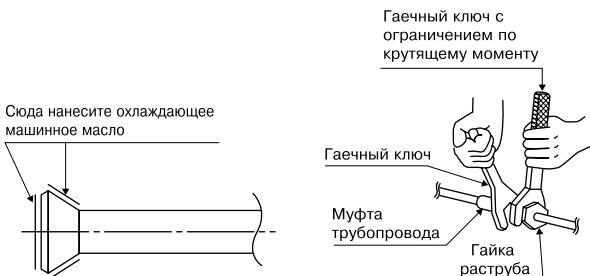 Гаечный ключ с
ограничением по
крутящему моменту
Сюда нанесите охлаждающее
машинное масло
Гаечный ключ
Муфта
трубопровода
Гайка
раструба